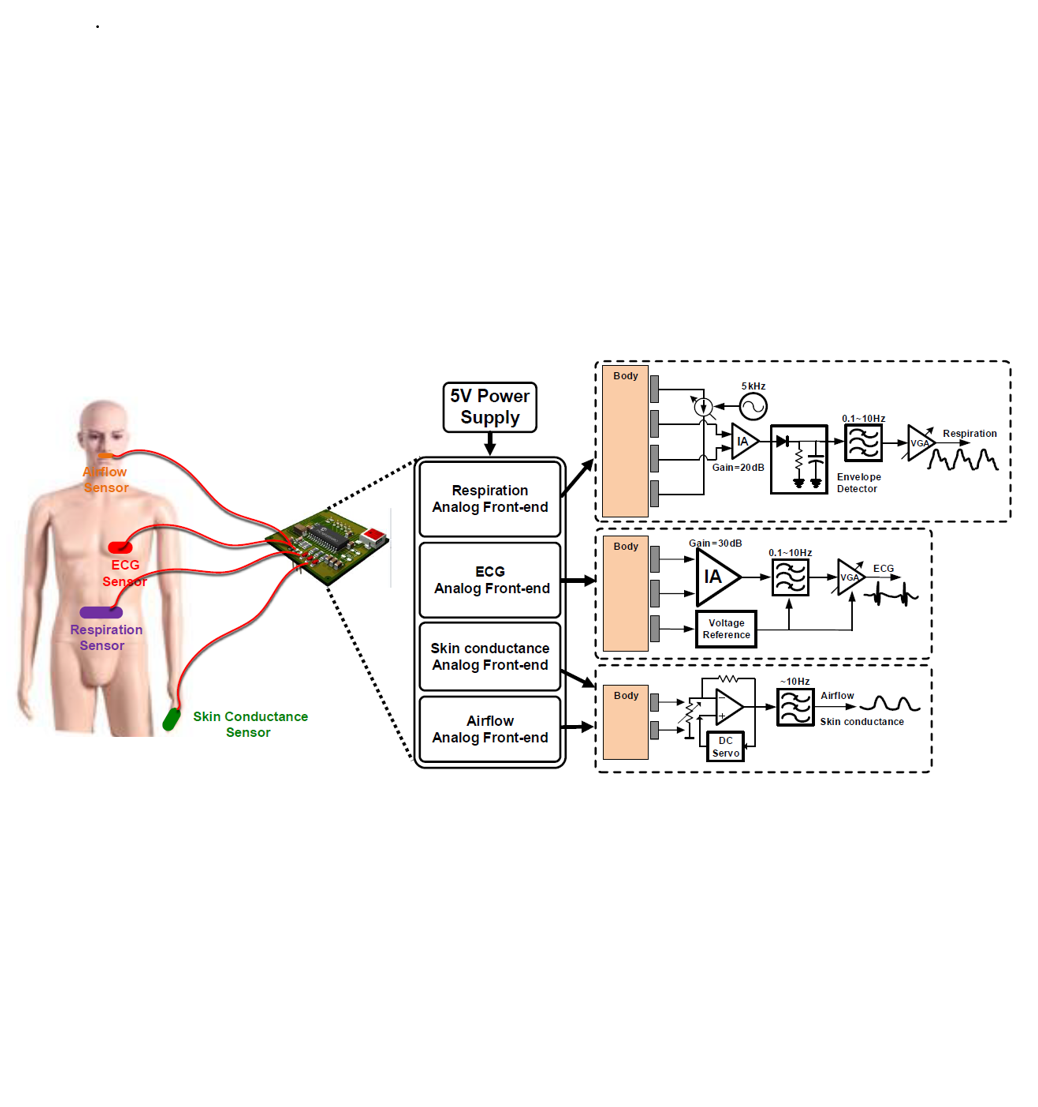 .
Airflow
Sensor
ECG
Sensor
Respiration
Sensor
Skin Conductance
Sensor
5V Power
Supply
Respiration
Analog Front-end
ECG
Analog Front-end
Skin conductance
Analog Front-end
Airflow
Analog Front-end
Body
5kHz
IA
Gain=20dB
Envelope
Detector
0.1~10Hz
VGA
Respiration
Body
Gain=30dB
IA
0.1~10Hz
VGA
ECG
Voltage
Reference
Body
DC
Servo
~10Hz
Airflow
Skin conductance